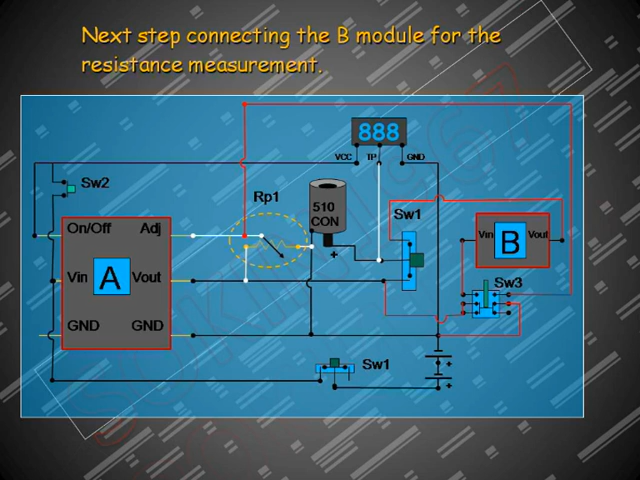 Next step connecting the B module for the
resistance measurement.
888
VCC TP GND
Sw2
Rp1
510
CON
Sw1
On/Off Adj
Vin B Vout
+
Vin A Vout
Sw3
GND GND
Sw1
+
+